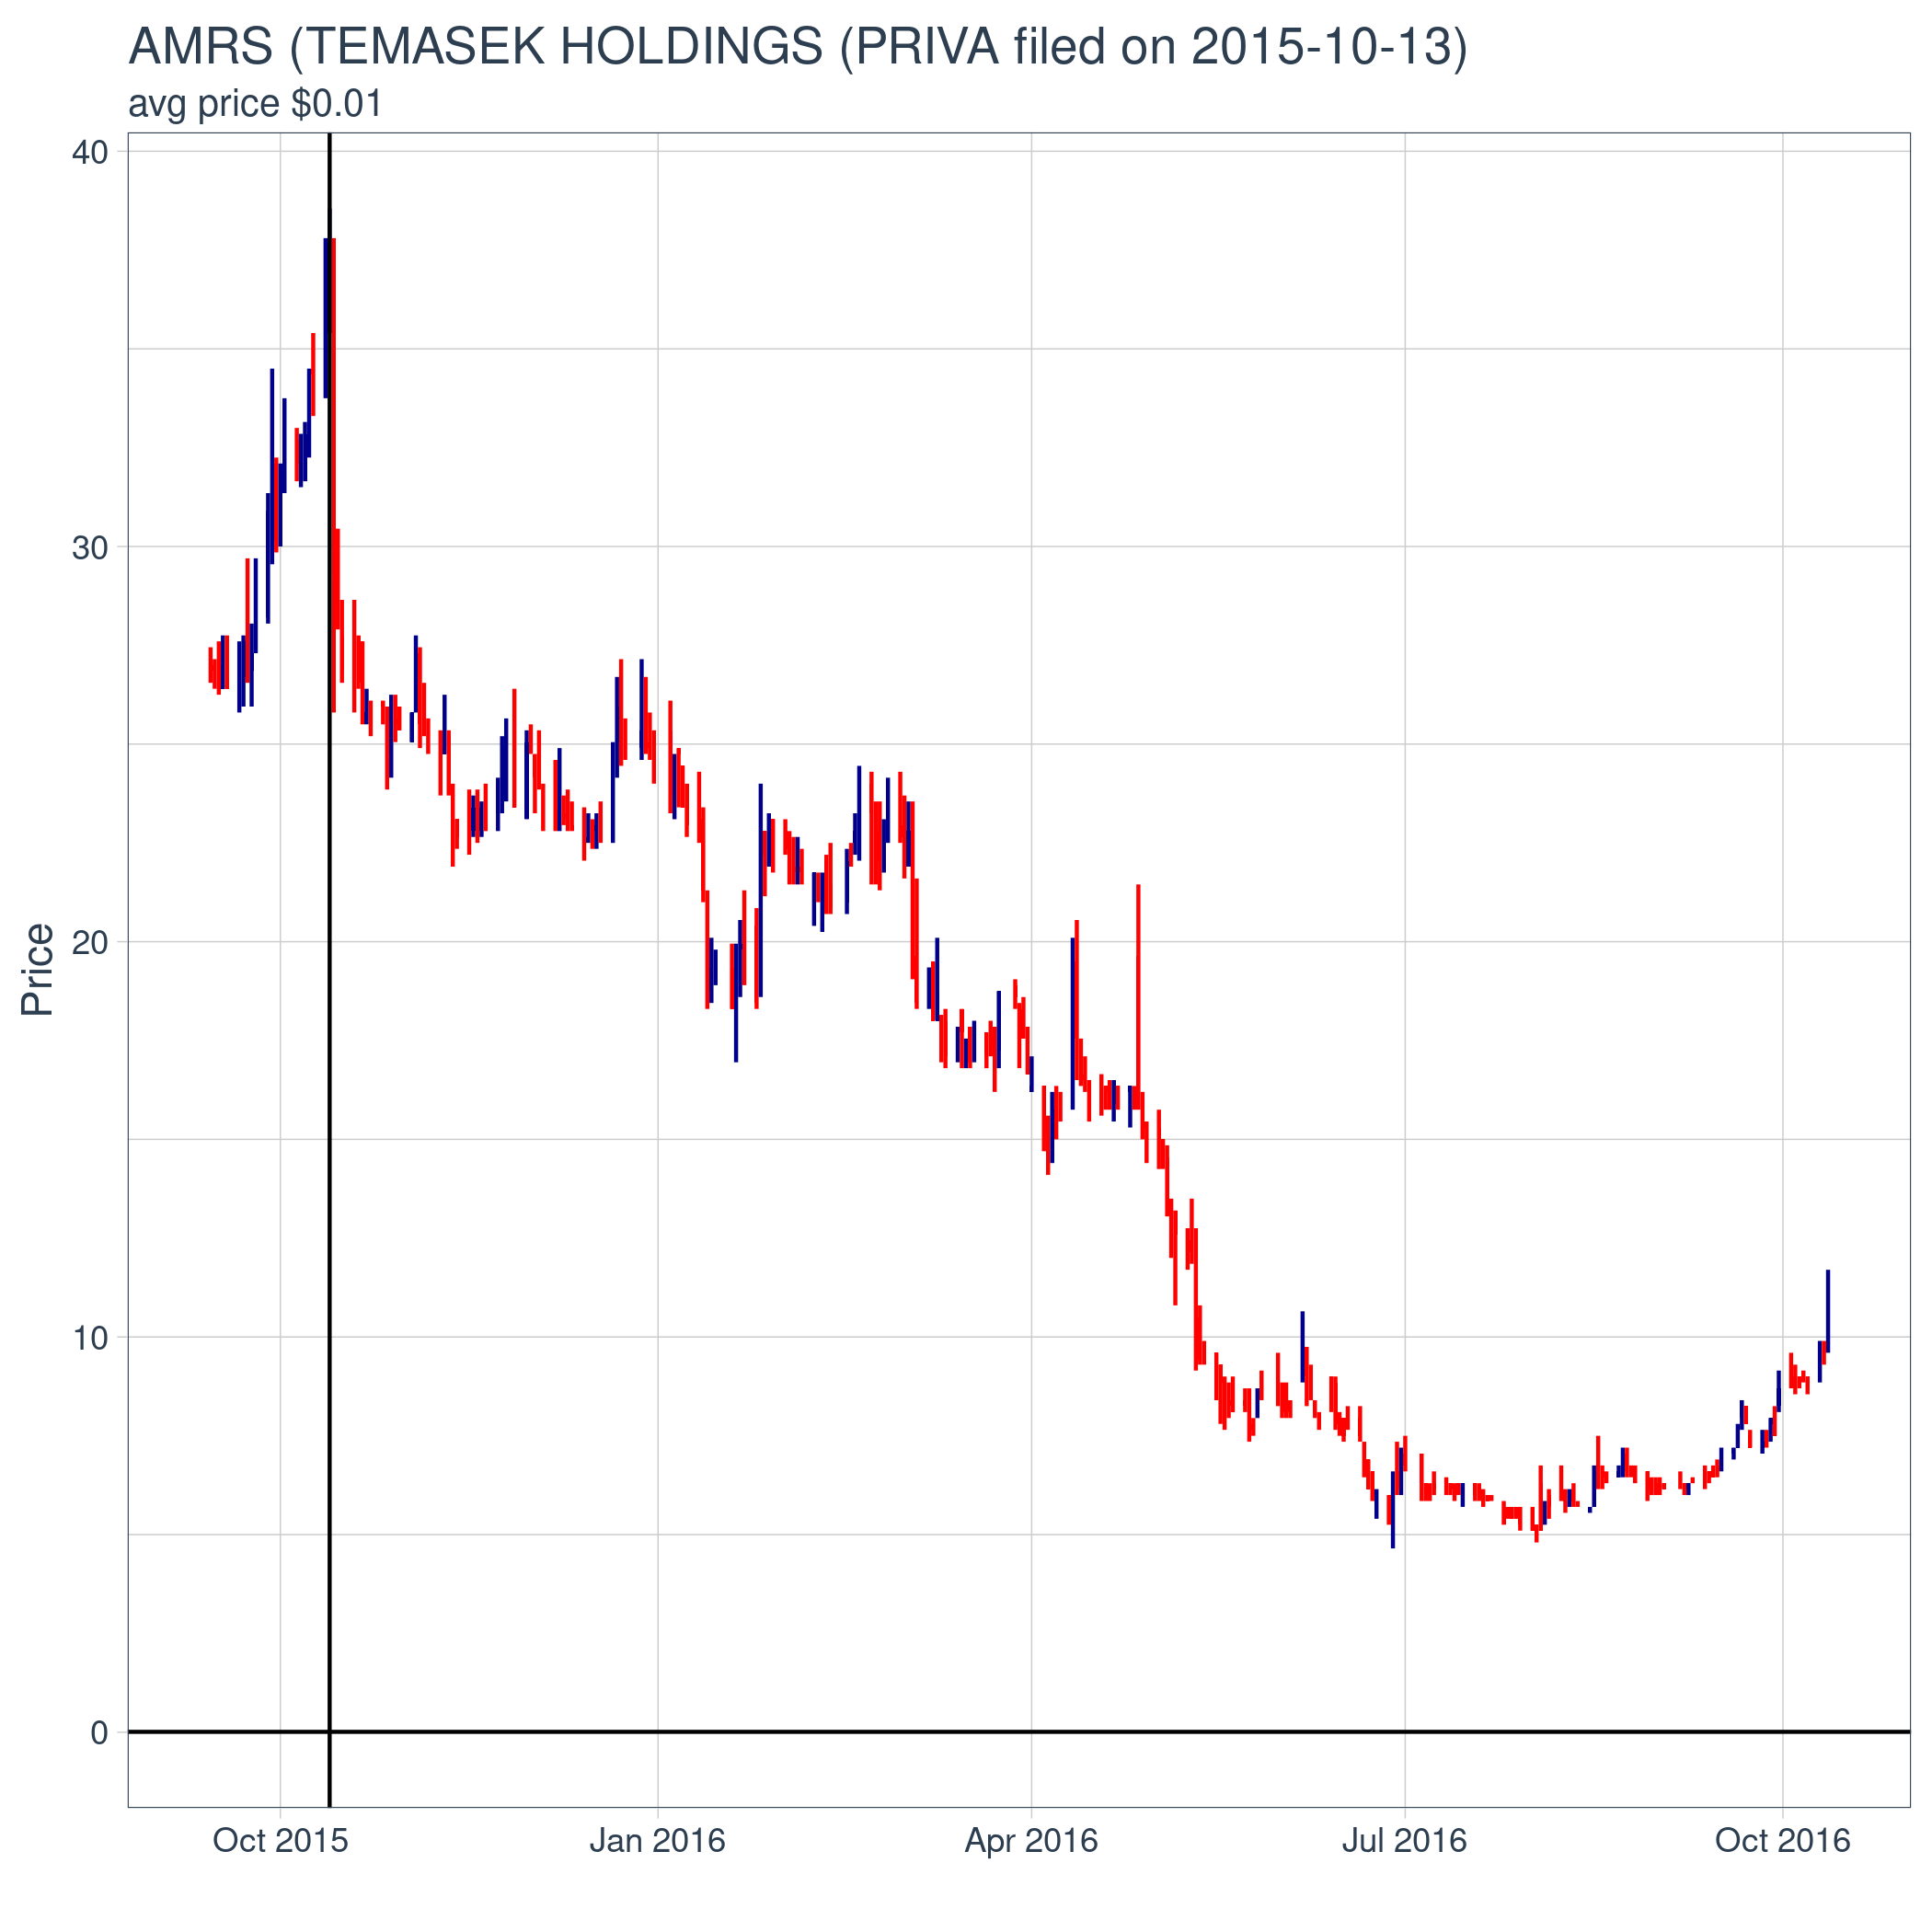 AMRS (TEMASEK HOLDINGS (PRIVA filed on 2015-10-13)
avg price $0.01
40
30
20
10
0
Price
Oct 2015 Jan 2016 Apr 2016 Jul 2016 Oct 2016